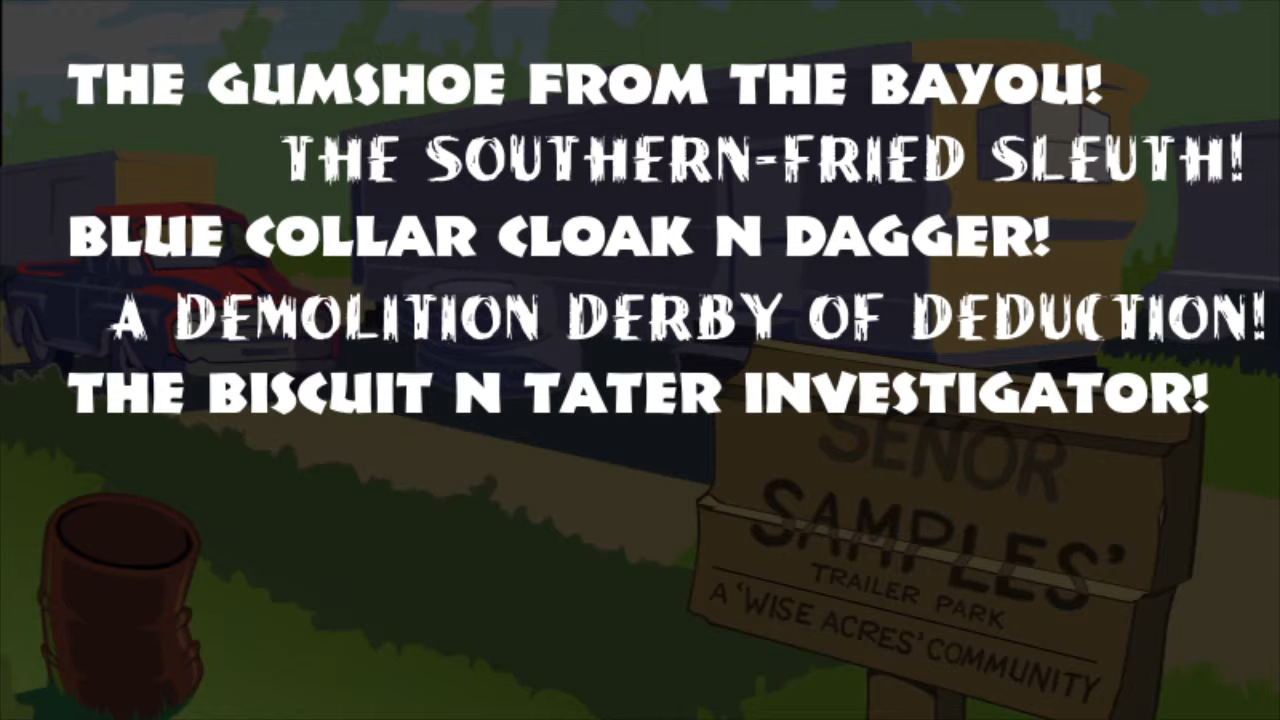 THE GUMSHOE FROM THE BAYOU!
THE SOUTHERN-FRIED SLEUTH!
BLUE COLLAR CLOAK N DAGGER!
A DEMOLITION DERBY OF DEDUCTION!
THE BISCUIT N TATER INVESTIGATOR!
SENOR
SAMPLES'
TRAILER PARK
A 'WISE ACRES' COMMUNITY